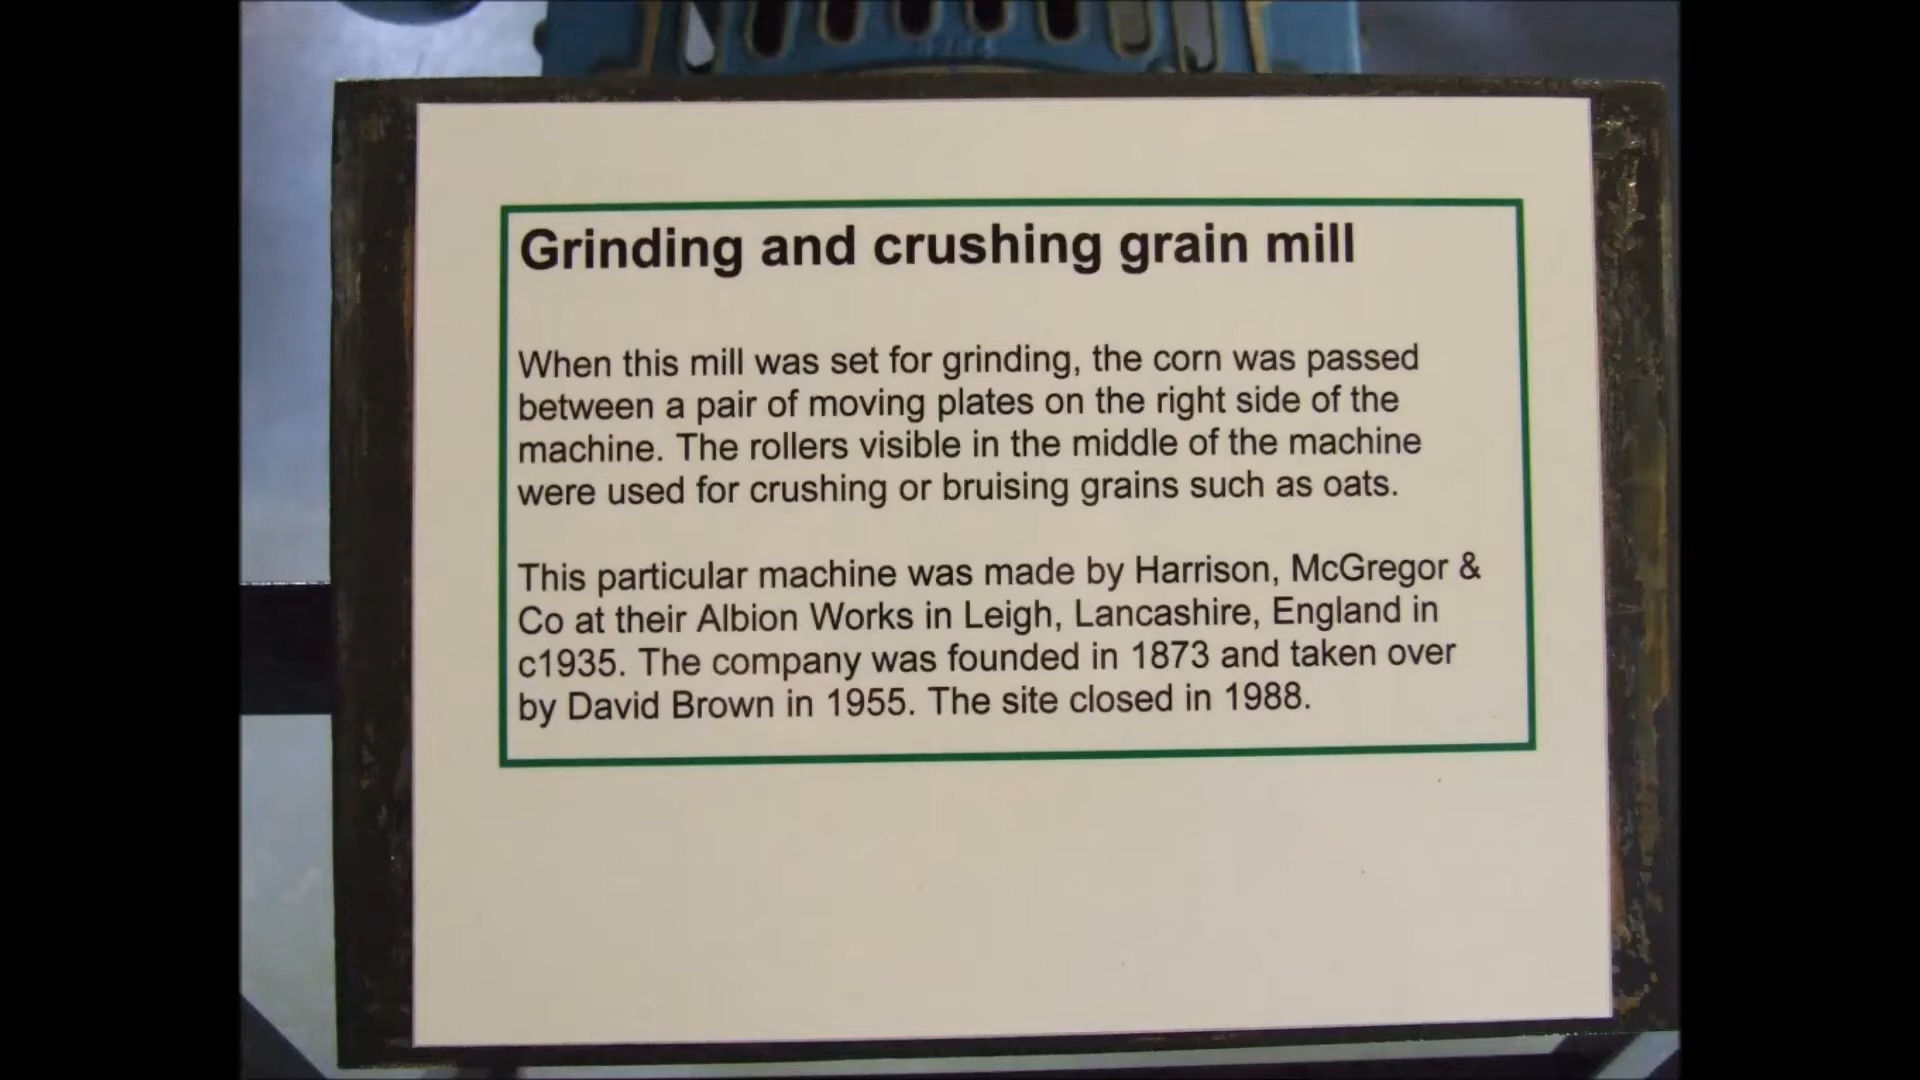 Grinding and crushing grain mill
When this mill was set for grinding, the corn was passed
between a pair of moving plates on the right side of the
machine. The rollers visible in the middle of the machine
were used for crushing or bruising grains such as oats.
This particular machine was made by Harrison, McGregor &
Co at their Albion Works in Leigh, Lancashire, England in
c1935. The company was founded in 1873 and taken over
by David Brown in 1955. The site closed in 1988.